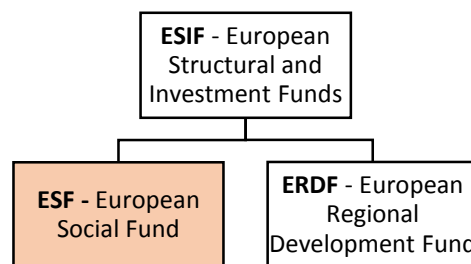 ESIF - European
Structural and
Investment Funds
ESF - European
Social Fund
ERDF - European
Regional
Development Fund